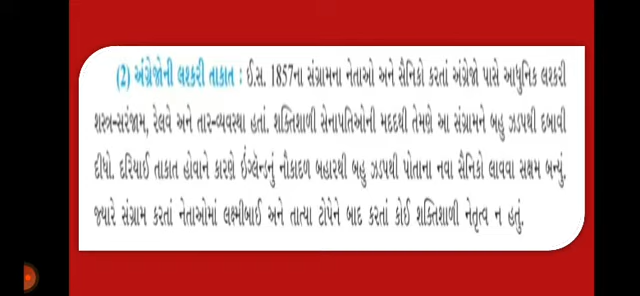 (2) અંગ્રેજોની લશ્કરી તાકાત : ઈ.સ. 1857ના સંગ્રામના નેતાઓ અને સૈનિકો કરતાં અંગ્રેજો પાસે આધુનિક લશ્કરી
શસ્ત્ર-સરંજામ, રેલવે અને તાર-વ્યવસ્થા હતાં. શક્તિશાળી સેનાપતિઓની મદદથી તેમણે આ સંગ્રામને બહુ ઝડપથી દબાવી
દીધો. દરિયાઈ તાકાત હોવાને કારણે ઇંગ્લૅન્ડનું નૌકાદળ બહારથી બહુ ઝડપથી પોતાના નવા સૈનિકો લાવવા સક્ષમ બન્યું.
જ્યારે સંગ્રામ કરતાં નેતાઓમાં લક્ષ્મીબાઈ અને તાત્યા ટોપેને બાદ કરતાં કોઈ શક્તિશાળી નેતૃત્વ ન હતું.